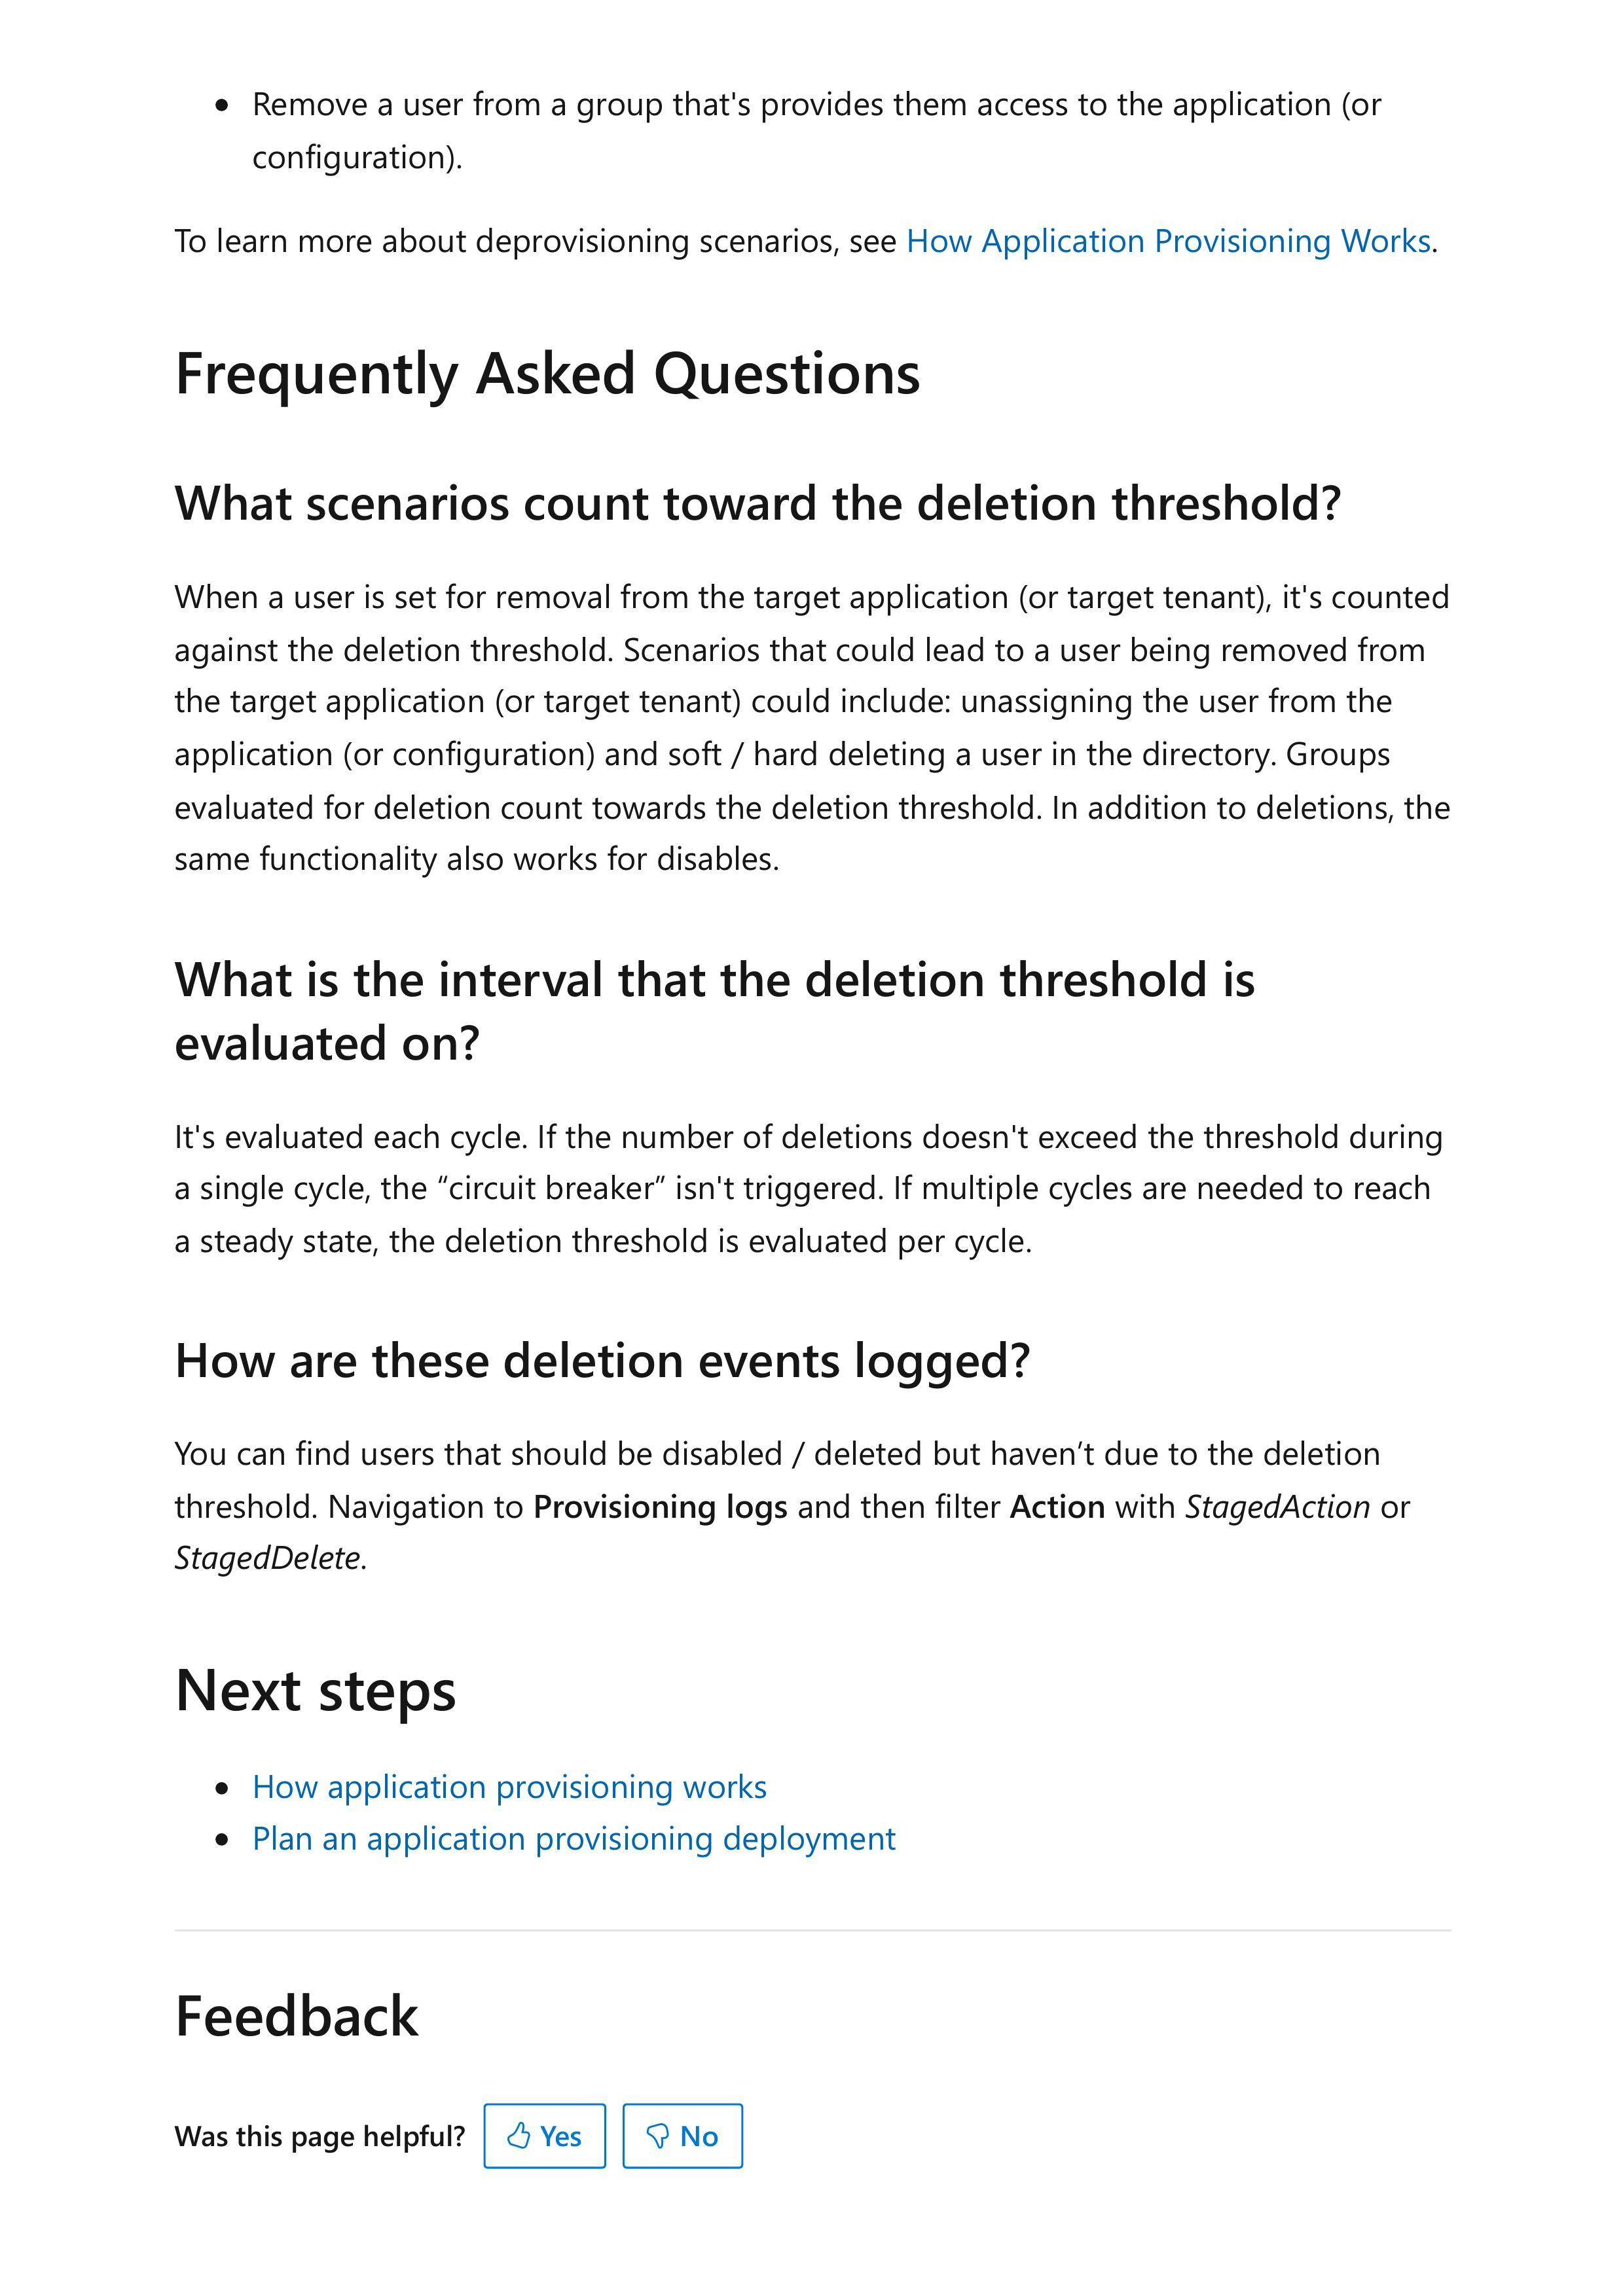 • Remove a user from a group that's provides them access to the application (or
configuration).
To learn more about deprovisioning scenarios, see How Application Provisioning Works.
Frequently Asked Questions
What scenarios count toward the deletion threshold?
When a user is set for removal from the target application (or target tenant), it's counted
against the deletion threshold. Scenarios that could lead to a user being removed from
the target application (or target tenant) could include: unassigning the user from the
application (or configuration) and soft / hard deleting a user in the directory. Groups
evaluated for deletion count towards the deletion threshold. In addition to deletions, the
same functionality also works for disables.
What is the interval that the deletion threshold is
evaluated on?
It's evaluated each cycle. If the number of deletions doesn't exceed the threshold during
a single cycle, the “circuit breaker” isn't triggered. If multiple cycles are needed to reach
a steady state, the deletion threshold is evaluated per cycle.
How are these deletion events logged?
You can find users that should be disabled / deleted but haven’t due to the deletion
threshold. Navigation to Provisioning logs and then filter Action with StagedAction or
StagedDelete.
Next steps
• How application provisioning works
• Plan an application provisioning deployment
Feedback
Was this page helpful? Yes No